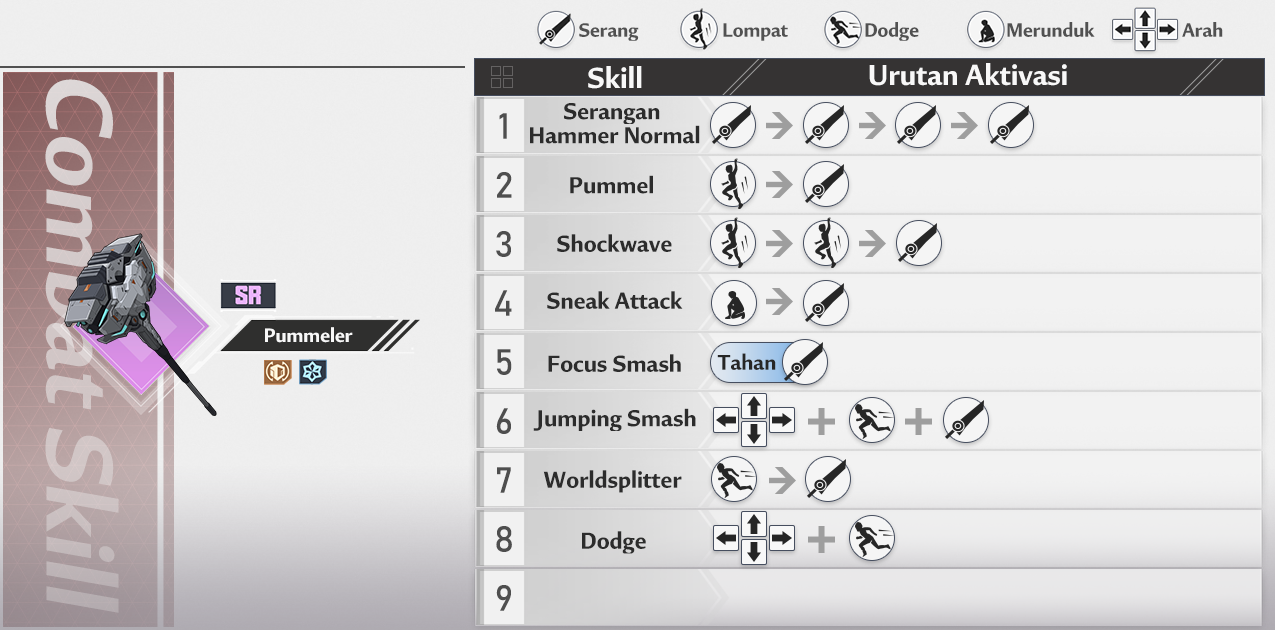 Serang
Lompat
Dodge
Merunduk
Arah
Combat Skill
SR
Pummeler
Skill
Urutan Aktivasi
1
Serangan
Hammer Normal
2
Pummel
3
Shockwave
4
Sneak Attack
5
Focus Smash
Tahan
6
Jumping Smash
7
Worldsplitter
8
Dodge
9